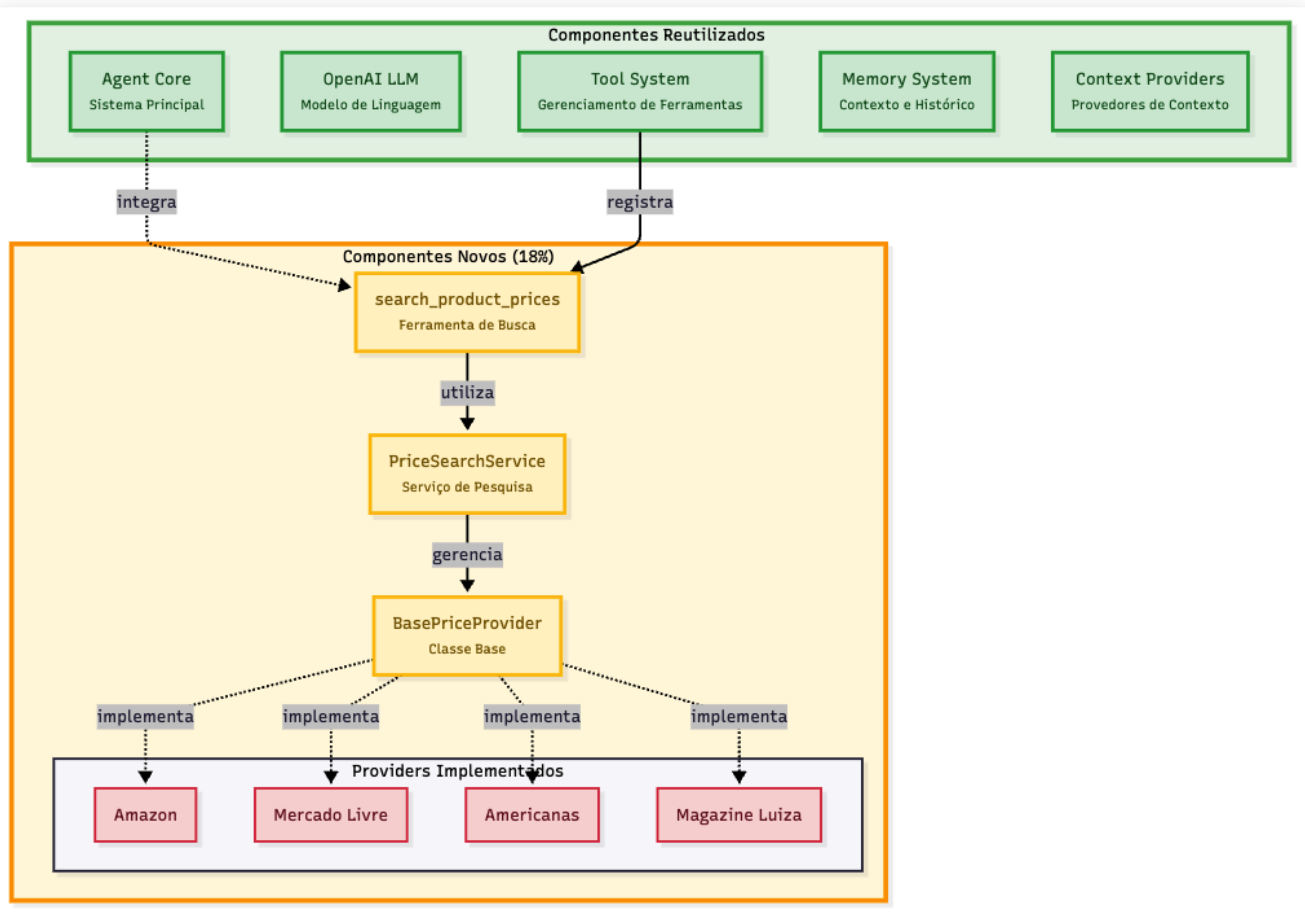 Componentes Reutilizados
Agent Core
Sistema Principal
OpenAI LLM
Modelo de Linguagem
Tool System
Gerenciamento de Ferramentas
Memory System
Contexto e Histórico
Context Providers
Provedores de Contexto
integra
registra
Componentes Novos (18%)
search_product_prices
Ferramenta de Busca
utiliza
PriceSearchService
Serviço de Pesquisa
gerencia
BasePriceProvider
Classe Base
implementa
implementa
implementa
implementa
Providers Implementados
Amazon
Mercado Livre
Americanas
Magazine Luiza